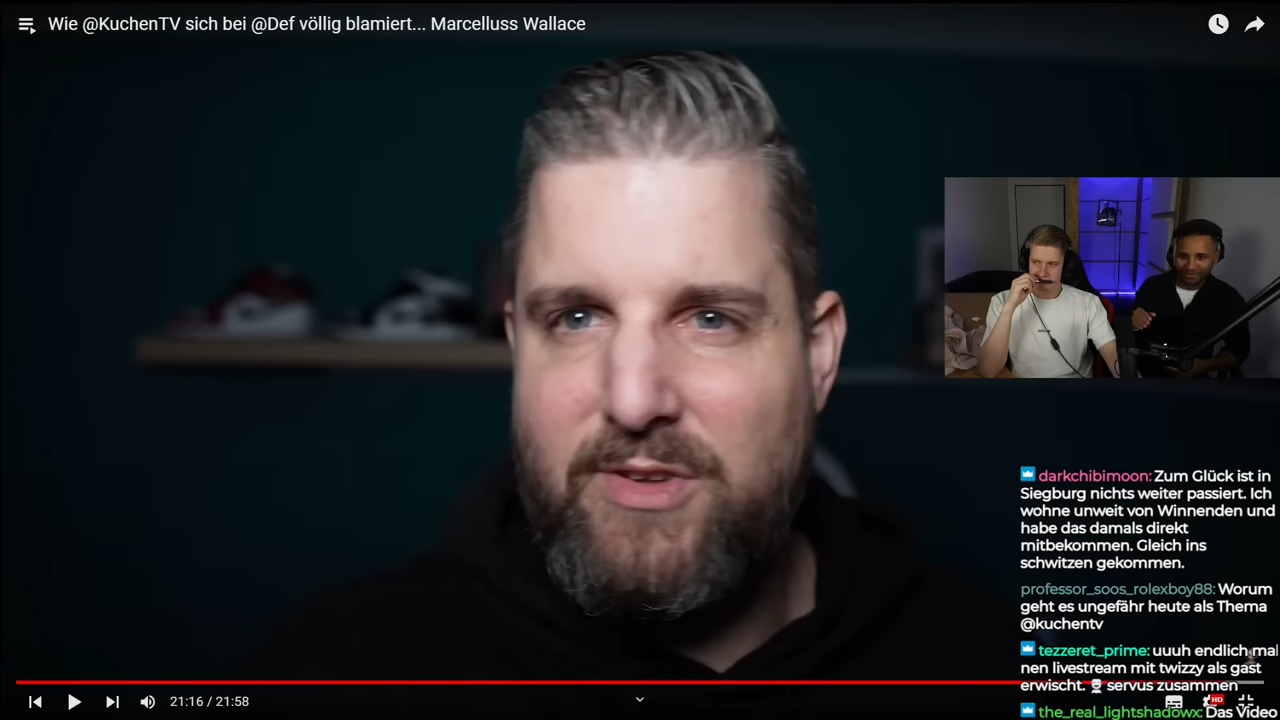 Wie @KuchenTV sich bei @Def völlig blamiert... Marcelluss Wallace
darkchibimoon: Zum Glück ist in
Siegburg nichts weiter passiert. Ich
wohne unweit von Winnenden und
habe das damals direkt
mitbekommen. Gleich ins
schwitzen gekommen.
professor_soos_rolexboy88: Worum
geht es ungefähr heute als Thema
@kuchentv
tezzeret_prime: uuuh endlich mal
nen livestream mit twizzy als gast
erwischt. servus zusammen
the_real_lightshadowx: Das Video
21:16 / 21:58
HD